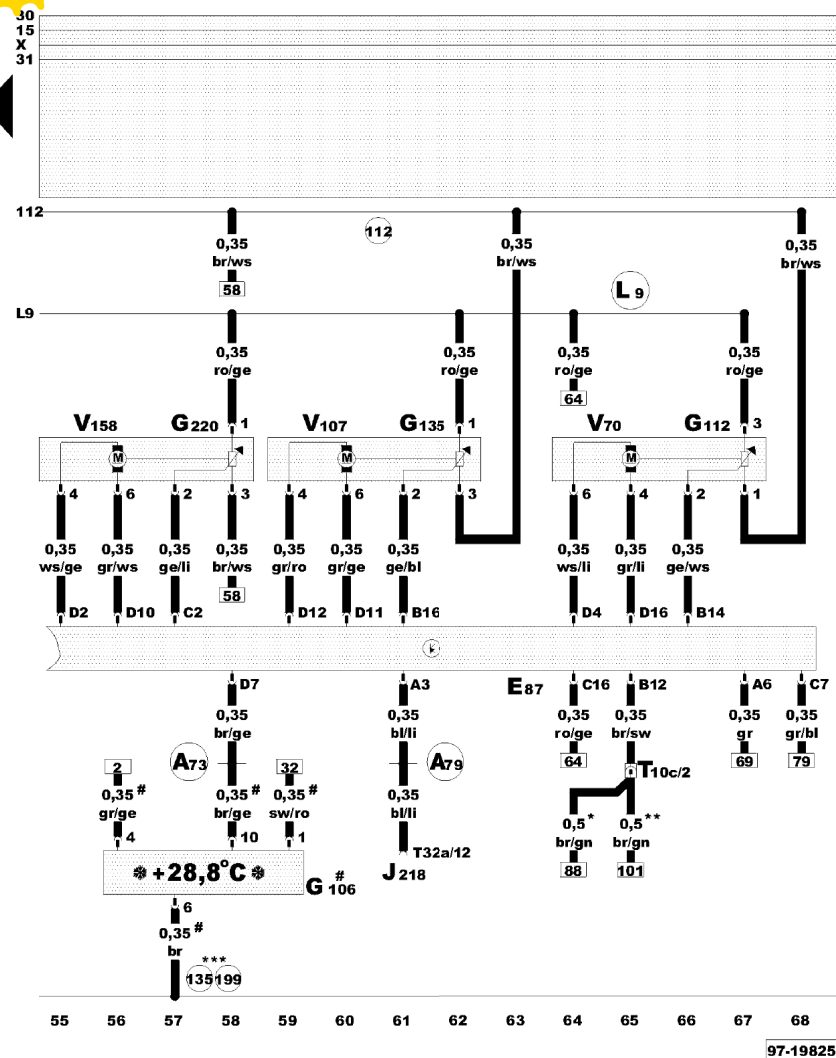 30
15
X
31
112
112
0,35 0,35 0,35
br/ws br/ws br/ws
58
L 9
L9
0,35 0,35 0,35 0,35
ro/ge ro/ge ro/ge ro/ge
64
V158 G220 1 V107 G135 1 V70 G112 3
M M M
4 6 2 3 4 6 2 3 6 4 2 1
0,35 0,35 0,35 0,35 0,35 0,35 0,35 0,35 0,35 0,35
ws/ge gr/ws ge/li br/ws gr/ro gr/ge ge/bl ws/li gr/li ge/ws
58
D2 D10 C2 D12 D11 B16 D4 D16 B14
D7 A3 E87 C16 B12 A6 C7
0,35 0,35 0,35 0,35 0,35 0,35
br/ge bl/li ro/ge br/sw gr gr/bl
2 A73 32 A79 64 T10c/2 69 79
0,35 # 0,35 # 0,35 # 0,35
gr/ge br/ge sw/ro bl/li
0,5 * 0,5 **
br/gn br/gn
4 10 1 T32a/12
+28,8°C G106 # J218 88 101
6
0,35 #
br
***
135 199
55 56 57 58 59 60 61 62 63 64 65 66 67 68
97-19825